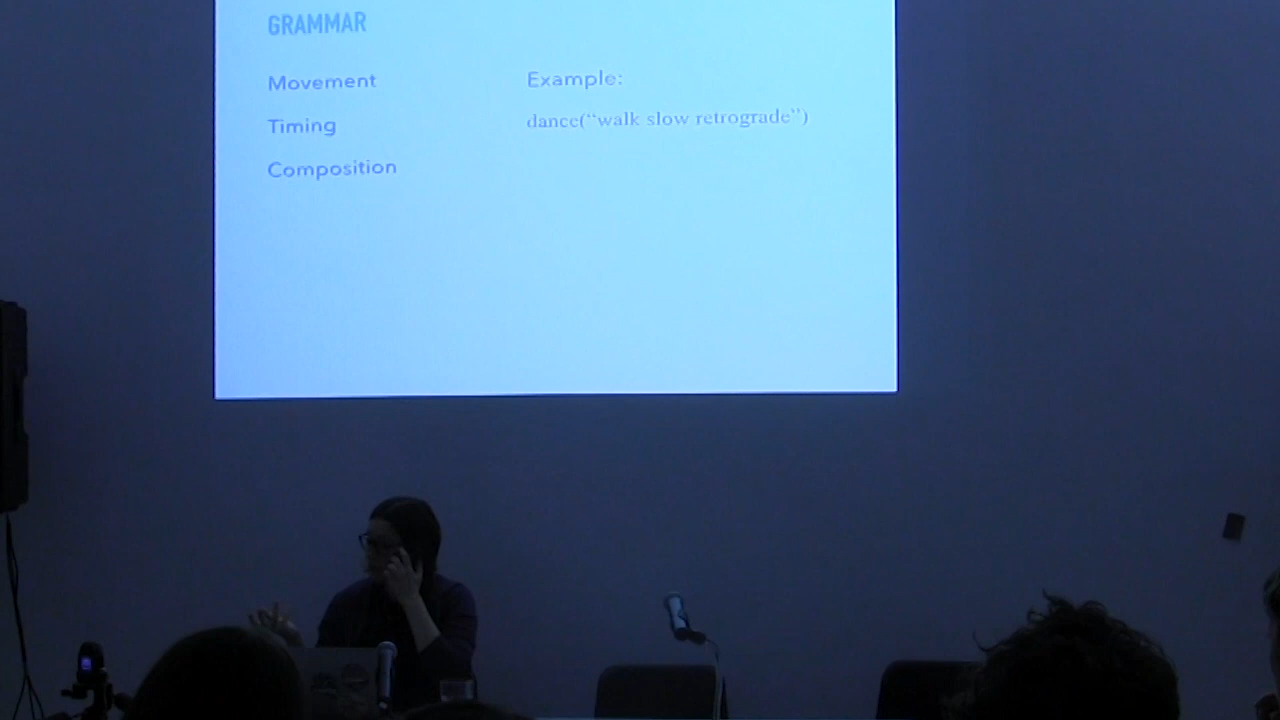 GRAMMAR
Movement
Timing
Composition
Example:
dance(“walk slow retrograde”)